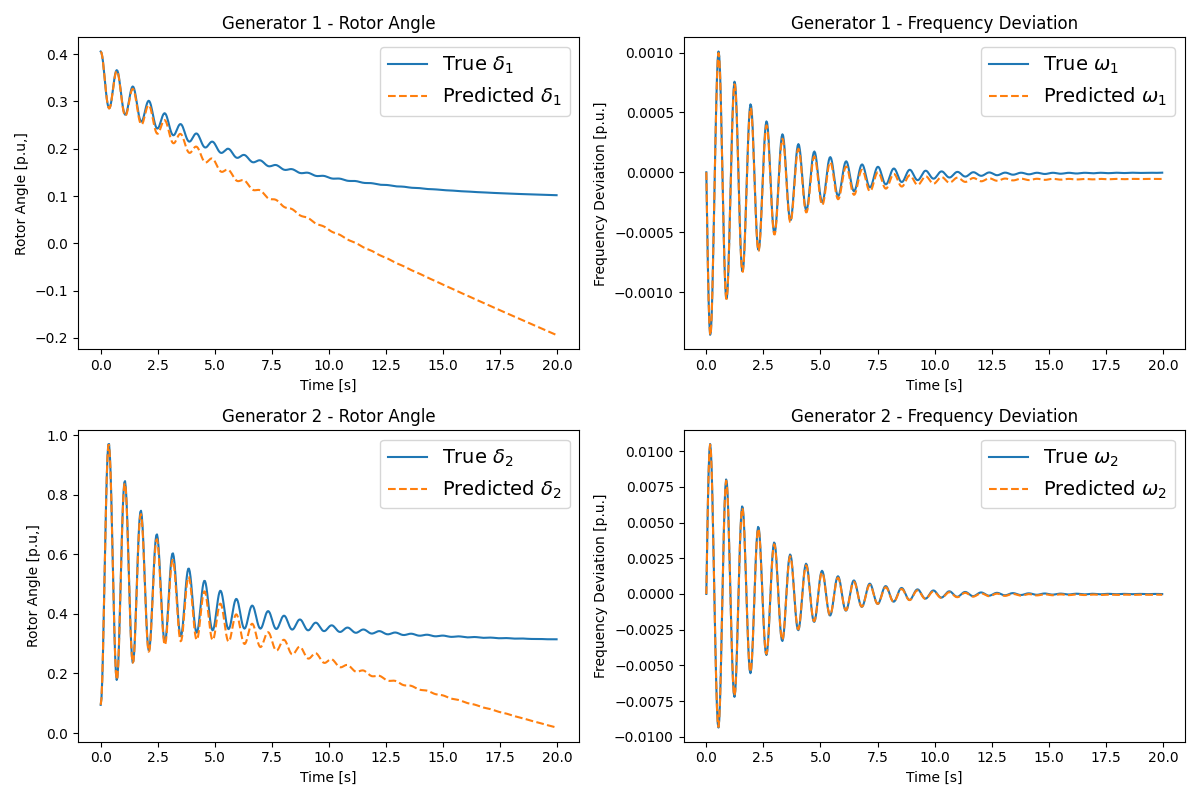 Generator 1 - Rotor Angle
Rotor Angle [p.u,]
0.4
0.3
0.2
0.1
0.0
−0.1
−0.2
True δ1
Predicted δ1
0.0 2.5 5.0 7.5 10.0 12.5 15.0 17.5 20.0
Time [s]
Generator 1 - Frequency Deviation
Frequency Deviation [p.u.]
0.0010
0.0005
0.0000
−0.0005
−0.0010
True ω1
Predicted ω1
0.0 2.5 5.0 7.5 10.0 12.5 15.0 17.5 20.0
Time [s]
Generator 2 - Rotor Angle
Rotor Angle [p.u,]
1.0
0.8
0.6
0.4
0.2
0.0
True δ2
Predicted δ2
0.0 2.5 5.0 7.5 10.0 12.5 15.0 17.5 20.0
Time [s]
Generator 2 - Frequency Deviation
Frequency Deviation [p.u.]
0.0100
0.0075
0.0050
0.0025
0.0000
−0.0025
−0.0050
−0.0075
−0.0100
True ω2
Predicted ω2
0.0 2.5 5.0 7.5 10.0 12.5 15.0 17.5 20.0
Time [s]